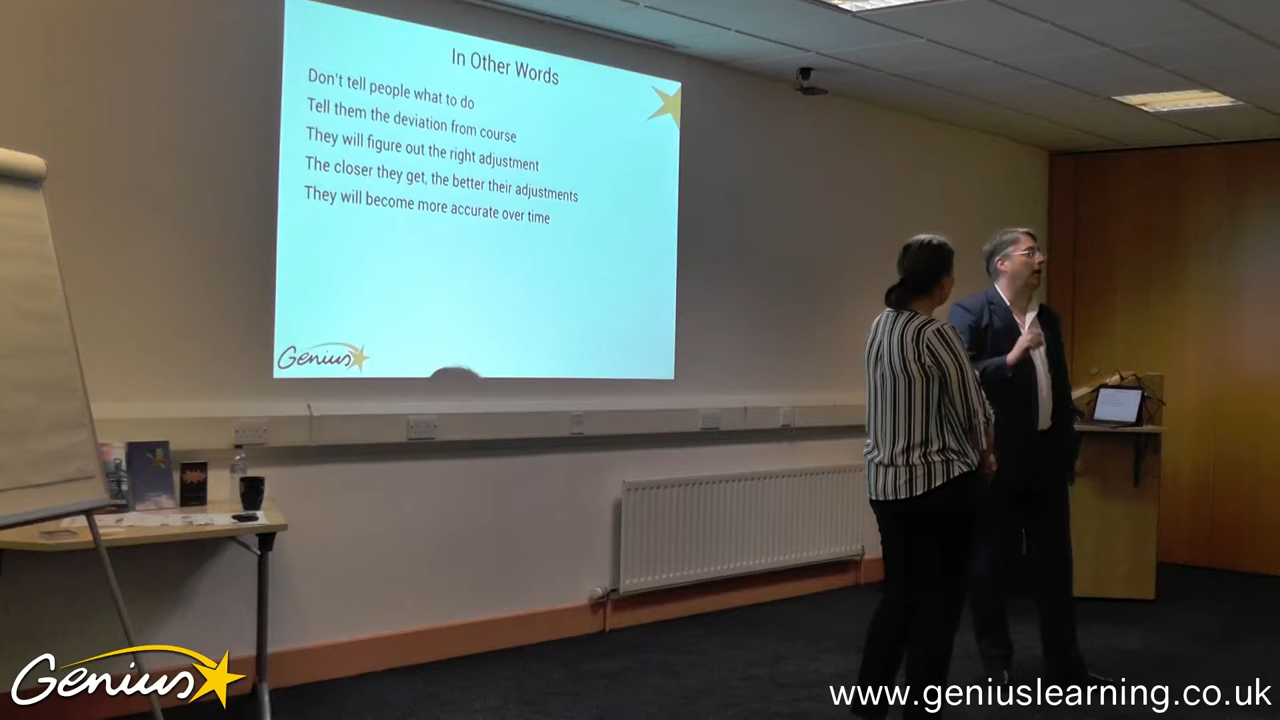 In Other Words
Don't tell people what to do
Tell them the deviation from course
They will figure out the right adjustment
The closer they get, the better their adjustments
They will become more accurate over time
Genius
Genius
www.geniuslearning.co.uk